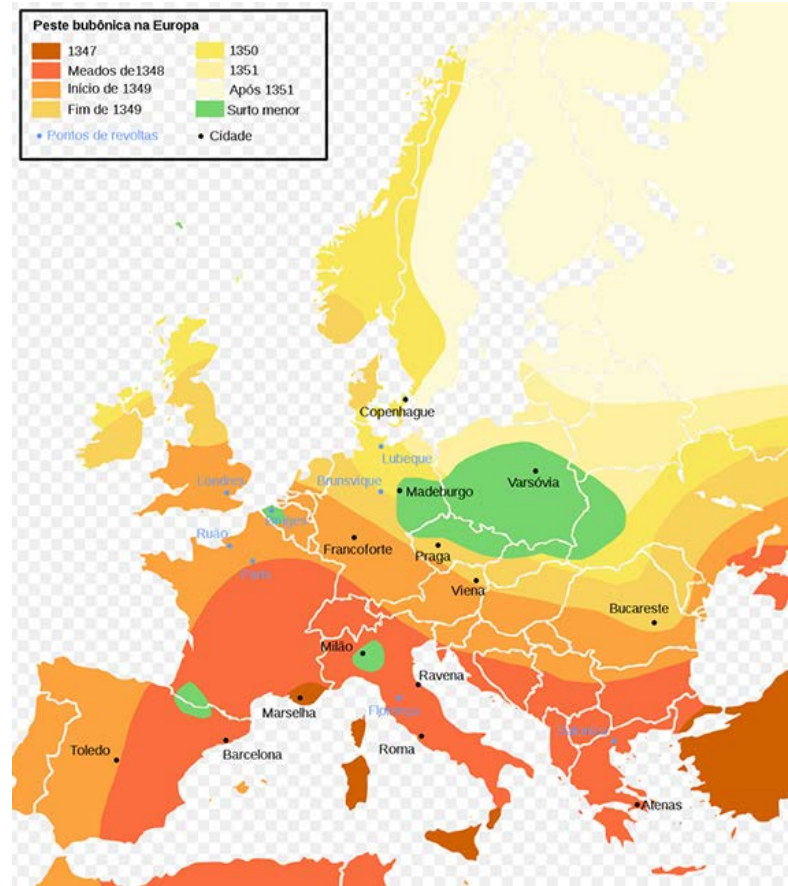 Peste bubônica na Europa
1347
1350
Meados de1348
1351
Início de 1349
Após 1351
Fim de 1349
Surto menor
Pontos de revoltas
Cidade
Copenhague
Lubeque
Londres
Brunsvique
Madeburgo
Varsóvia
Bruges
Ruão
Francoforte
Praga
Paris
Viena
Bucareste
Milão
Ravena
Marselha
Florença
Toledo
Barcelona
Roma
Atenas